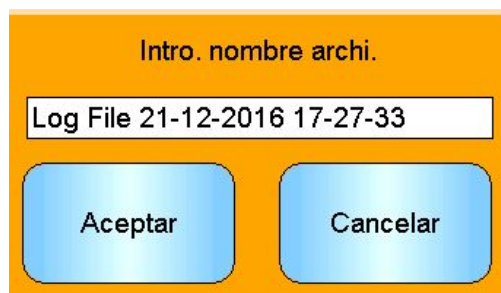 Intro. nombre archi.
Log File 21-12-2016 17-27-33
Aceptar
Cancelar